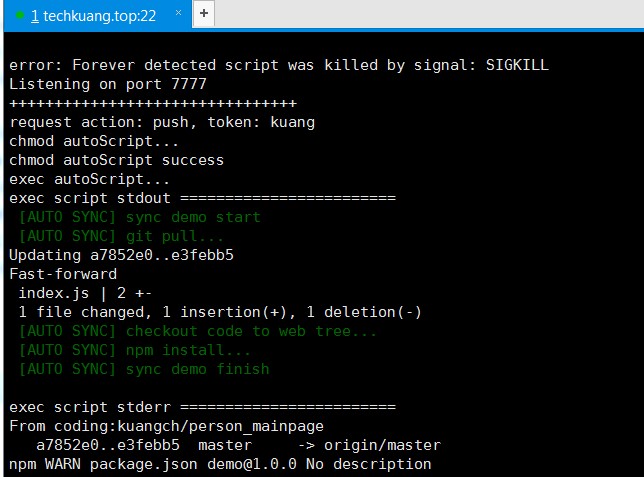 1 techkuang.top:22 × +
error: Forever detected script was killed by signal: SIGKILL
Listening on port 7777
++++++++++++++++++++++++++++++++
request action: push, token: kuang
chmod autoScript...
chmod autoScript success
exec autoScript...
exec script stdout ========================
[AUTO SYNC] sync demo start
[AUTO SYNC] git pull...
Updating a7852e0..e3febb5
Fast-forward
index.js | 2 +-
1 file changed, 1 insertion(+), 1 deletion(-)
[AUTO SYNC] checkout code to web tree...
[AUTO SYNC] npm install...
[AUTO SYNC] sync demo finish
exec script stderr ========================
From coding:kuangch/person_mainpage
a7852e0..e3febb5  master     -> origin/master
npm WARN package.json demo@1.0.0 No description